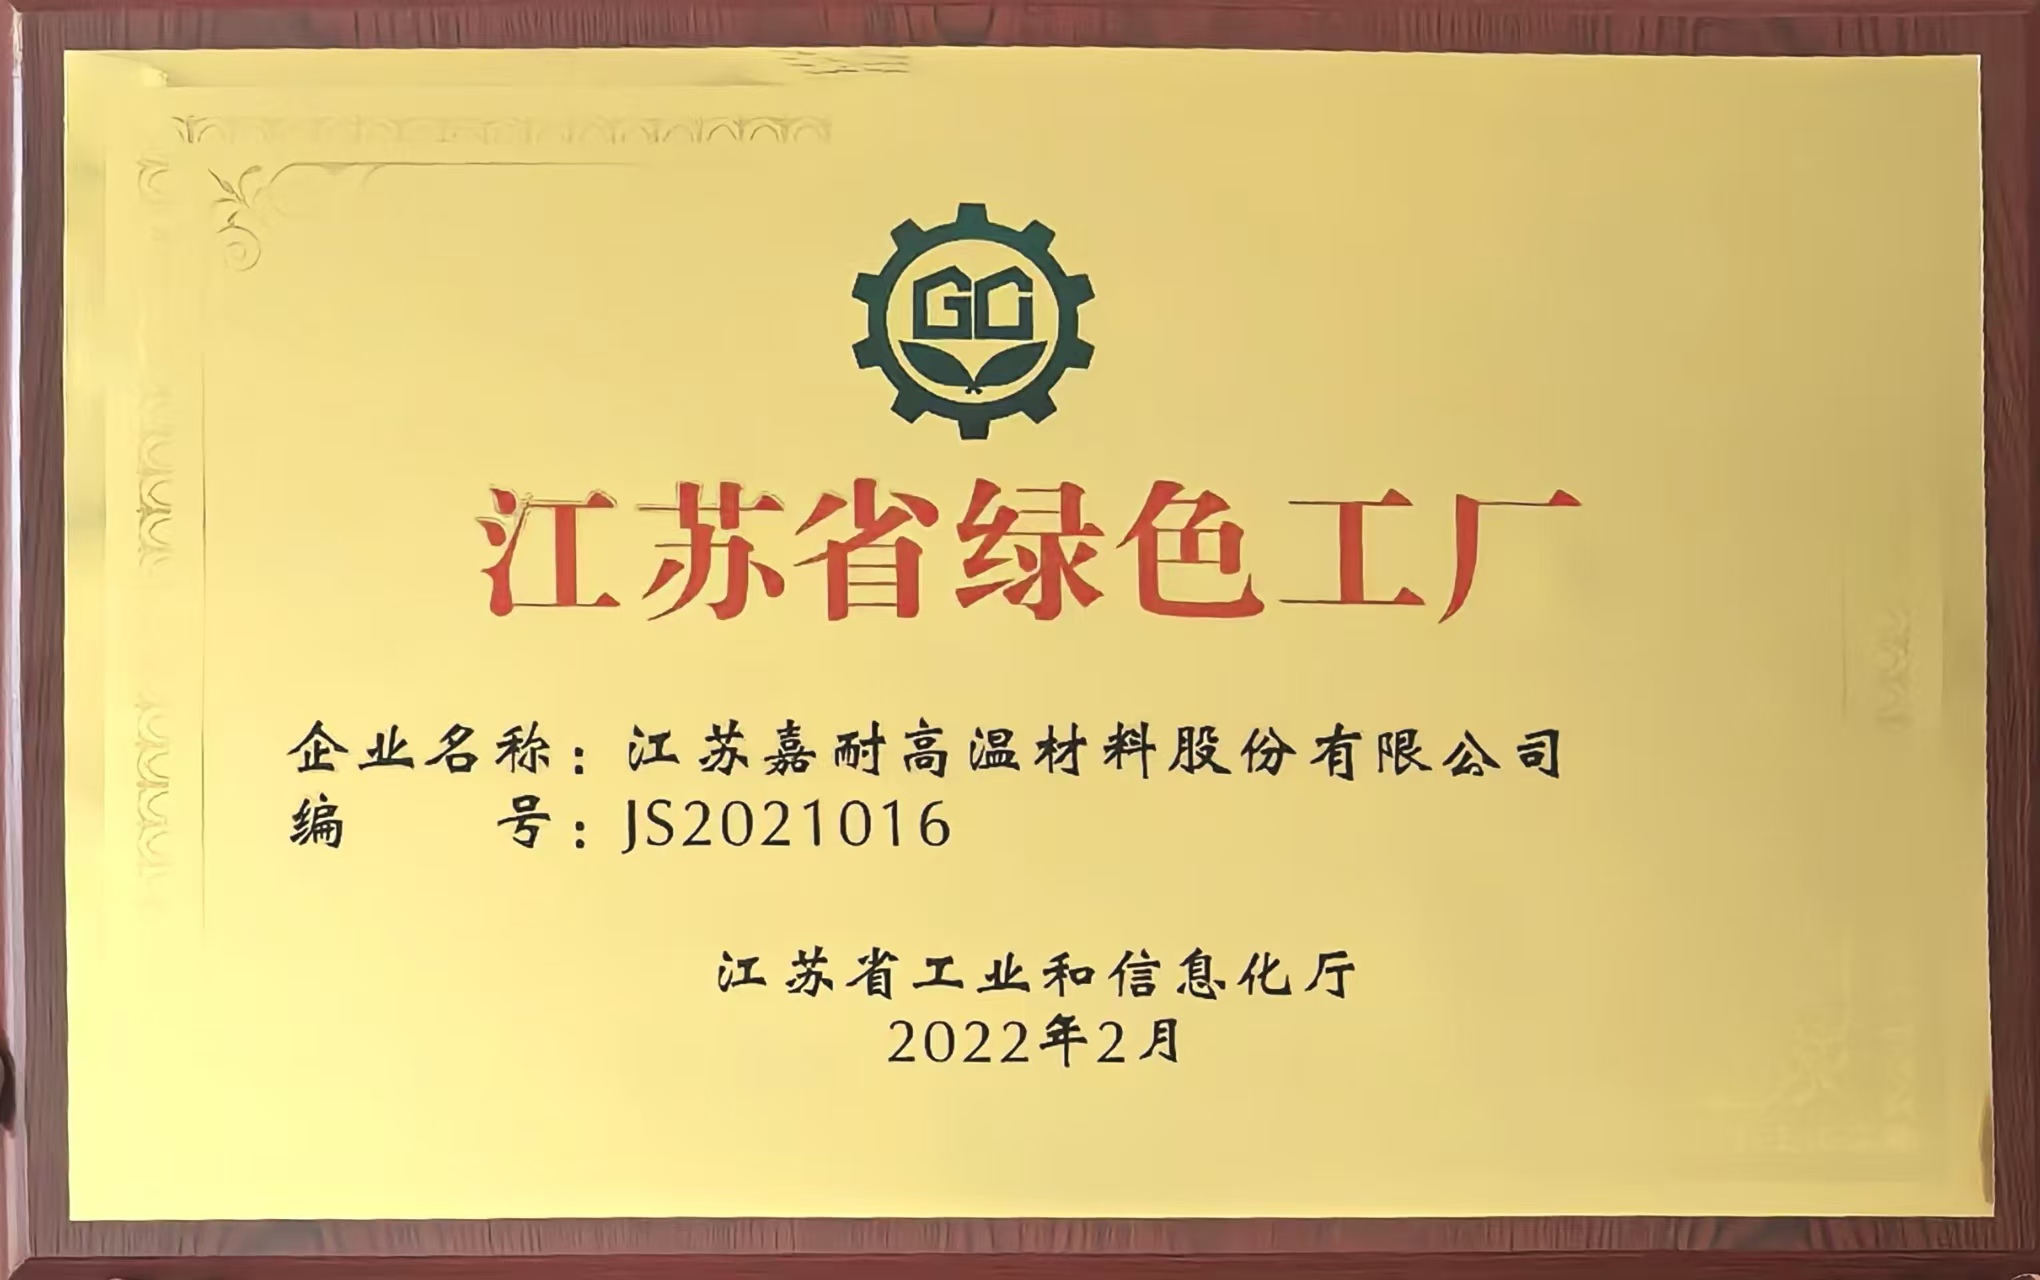 GC
江苏省绿色工厂
企业名称：江苏嘉耐高温材料股份有限公司
编 号：JS2021016
江苏省工业和信息化厅
2022年2月